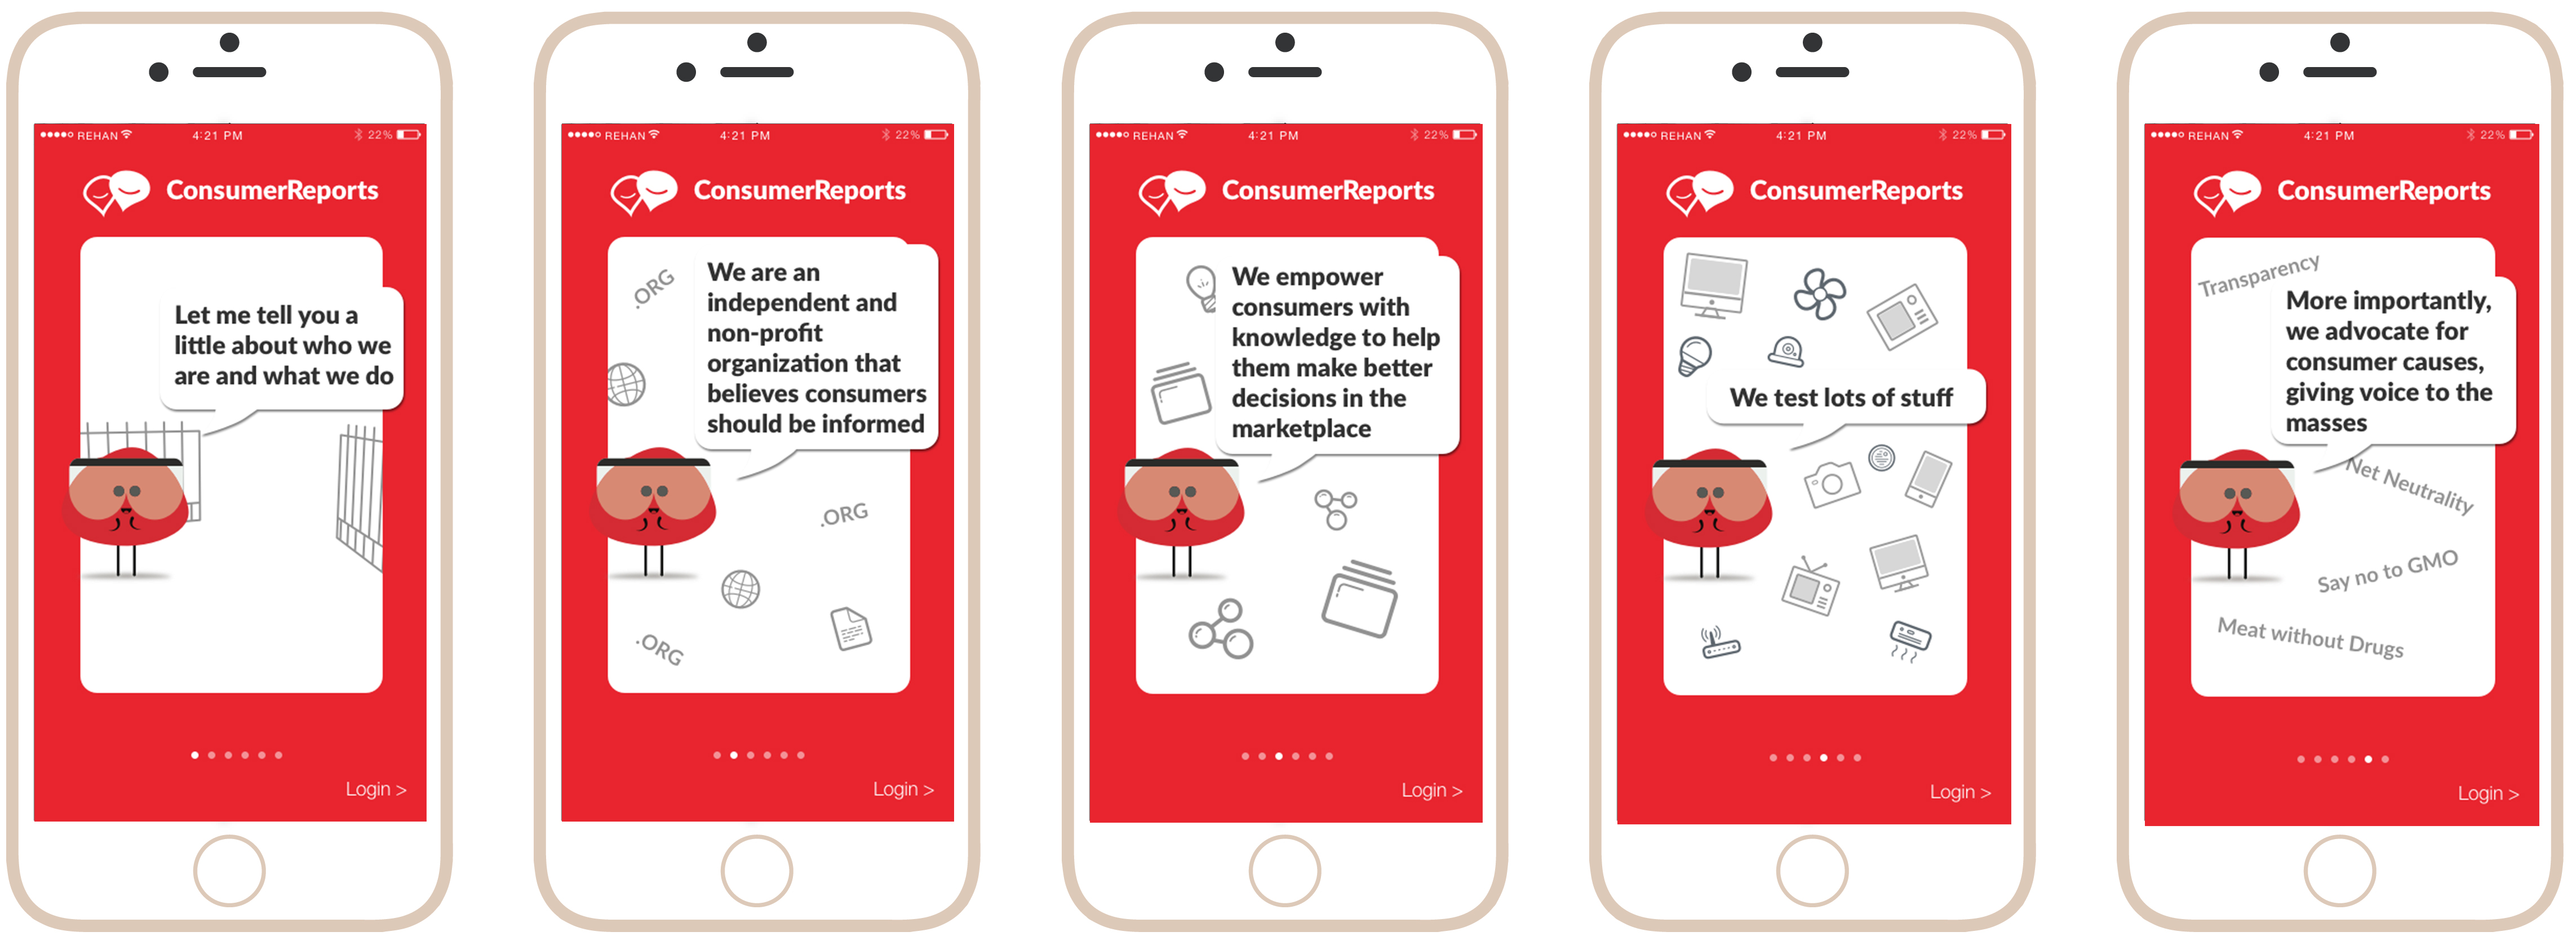 REHAN 4:21 PM 22%
ConsumerReports
Let me tell you a
little about who we
are and what we do
Login >
REHAN 4:21 PM 22%
ConsumerReports
.ORG
We are an
independent and
non-profit
organization that
believes consumers
should be informed
.ORG
.ORG
Login >
REHAN 4:21 PM 22%
ConsumerReports
We empower
consumers with
knowledge to help
them make better
decisions in the
marketplace
Login >
REHAN 4:21 PM 22%
ConsumerReports
We test lots of stuff
Login >
REHAN 4:21 PM 22%
ConsumerReports
Transparency
More importantly,
we advocate for
consumer causes,
giving voice to the
masses
Net Neutrality
Say no to GMO
Meat without Drugs
Login >